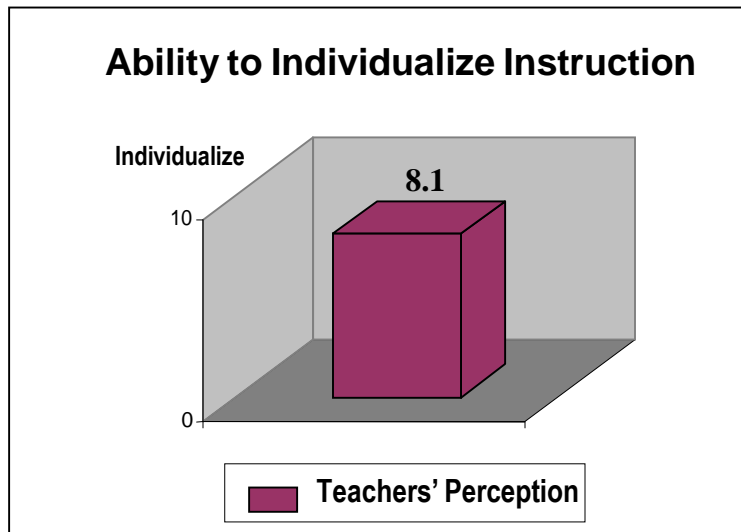 Ability to Individualize Instruction
Individualize
8.1
10
0
Teachers’ Perception